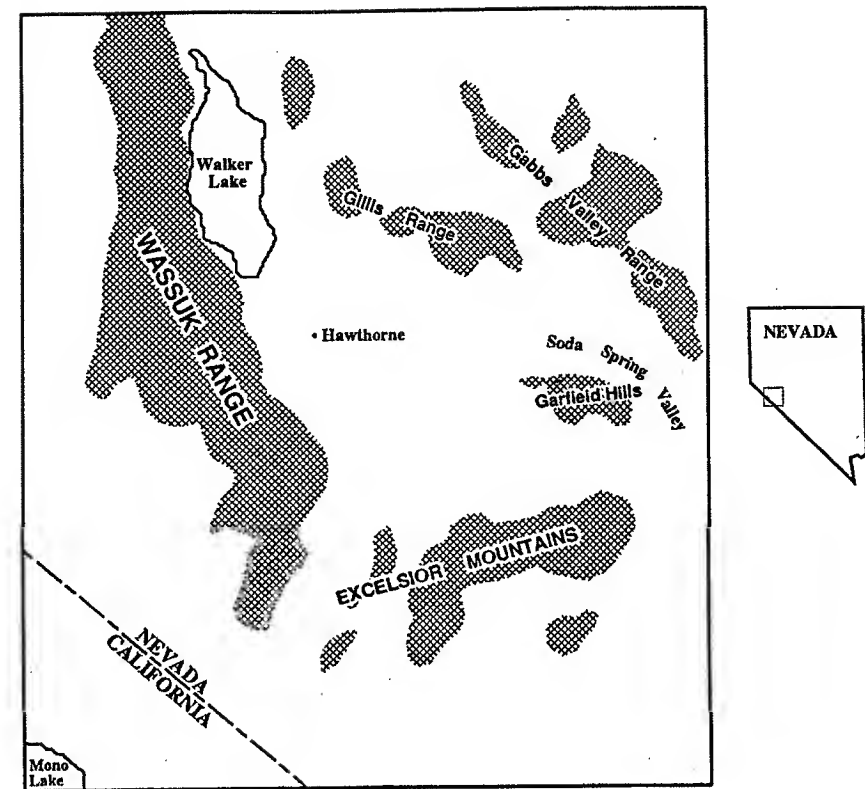 Walker
Lake
Gabbs
Valley
Range
Gillis Range
WASSUK RANGE
Hawthorne
Soda Spring
Valley
Garfield Hills
NEVADA
EXCELSIOR MOUNTAINS
NEVADA
CALIFORNIA
Mono
Lake